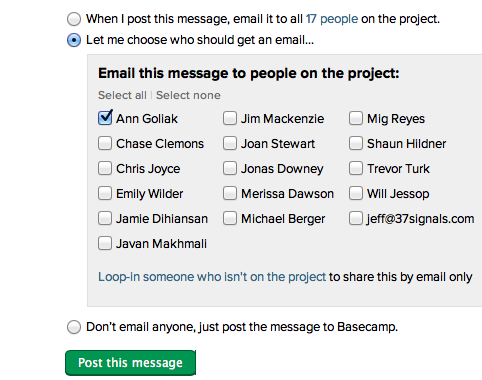 When I post this message, email it to all 17 people on the project.
Let me choose who should get an email...
Email this message to people on the project:
Select all | Select none
Ann Goliak Jim Mackenzie Mig Reyes
Chase Clemons Joan Stewart Shaun Hildner
Chris Joyce Jonas Downey Trevor Turk
Emily Wilder Merissa Dawson Will Jessop
Jamie Dihiansan Michael Berger jeff@37signals.com
Javan Makhmali
Loop-in someone who isn't on the project to share this by email only
Don't email anyone, just post the message to Basecamp.
Post this message